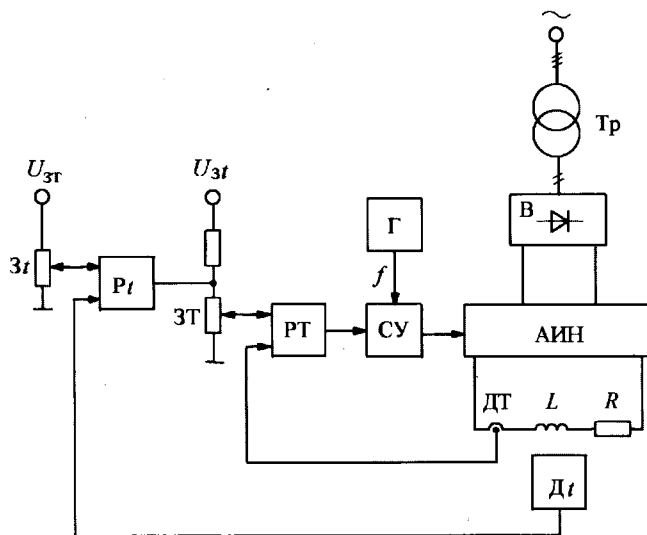 ~
Тр
U_зт
U_зt
В
Г
Зt
Рt
f
ЗТ
РТ
СУ
АИН
ДТ
L
R
Дt